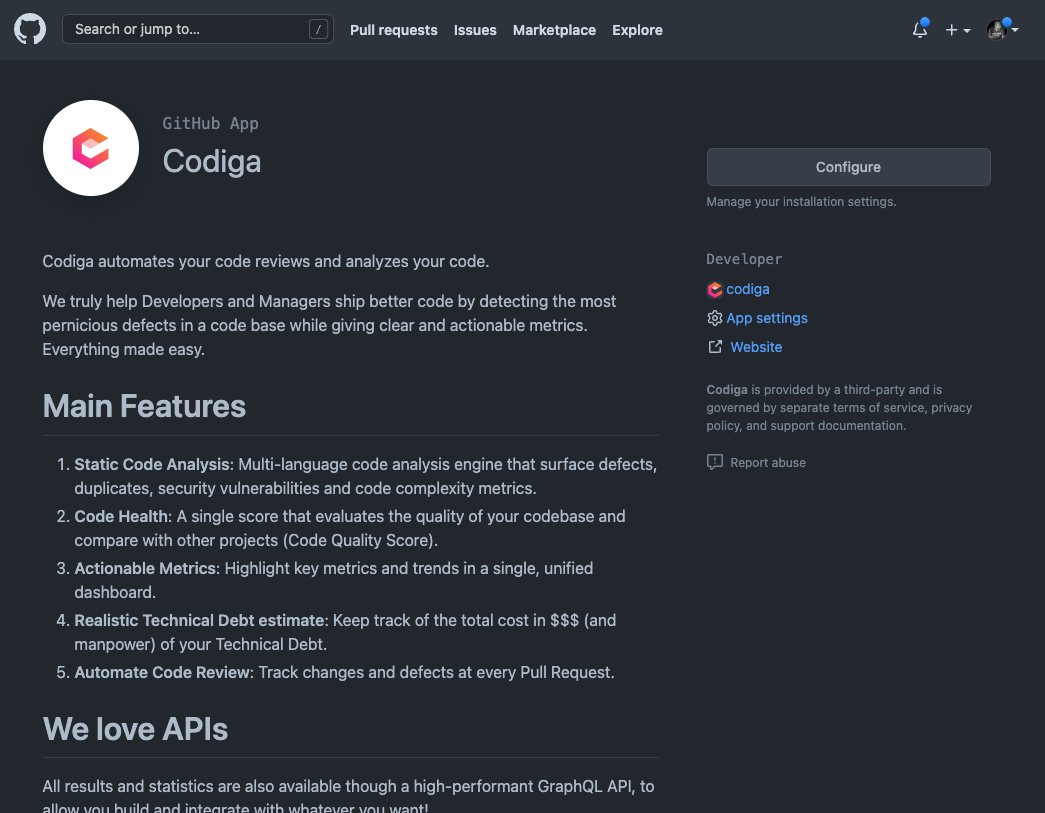 Search or jump to... /
Pull requests Issues Marketplace Explore
GitHub App
Codiga
Configure
Manage your installation settings.
Codiga automates your code reviews and analyzes your code.
We truly help Developers and Managers ship better code by detecting the most
pernicious defects in a code base while giving clear and actionable metrics.
Everything made easy.
Main Features
1. Static Code Analysis: Multi-language code analysis engine that surface defects,
duplicates, security vulnerabilities and code complexity metrics.
2. Code Health: A single score that evaluates the quality of your codebase and
compare with other projects (Code Quality Score).
3. Actionable Metrics: Highlight key metrics and trends in a single, unified
dashboard.
4. Realistic Technical Debt estimate: Keep track of the total cost in $$$ (and
manpower) of your Technical Debt.
5. Automate Code Review: Track changes and defects at every Pull Request.
We love APIs
All results and statistics are also available though a high-performant GraphQL API, to
allow you build and integrate with whatever you want!
Developer
codiga
App settings
Website
Codiga is provided by a third-party and is
governed by separate terms of service, privacy
policy, and support documentation.
Report abuse